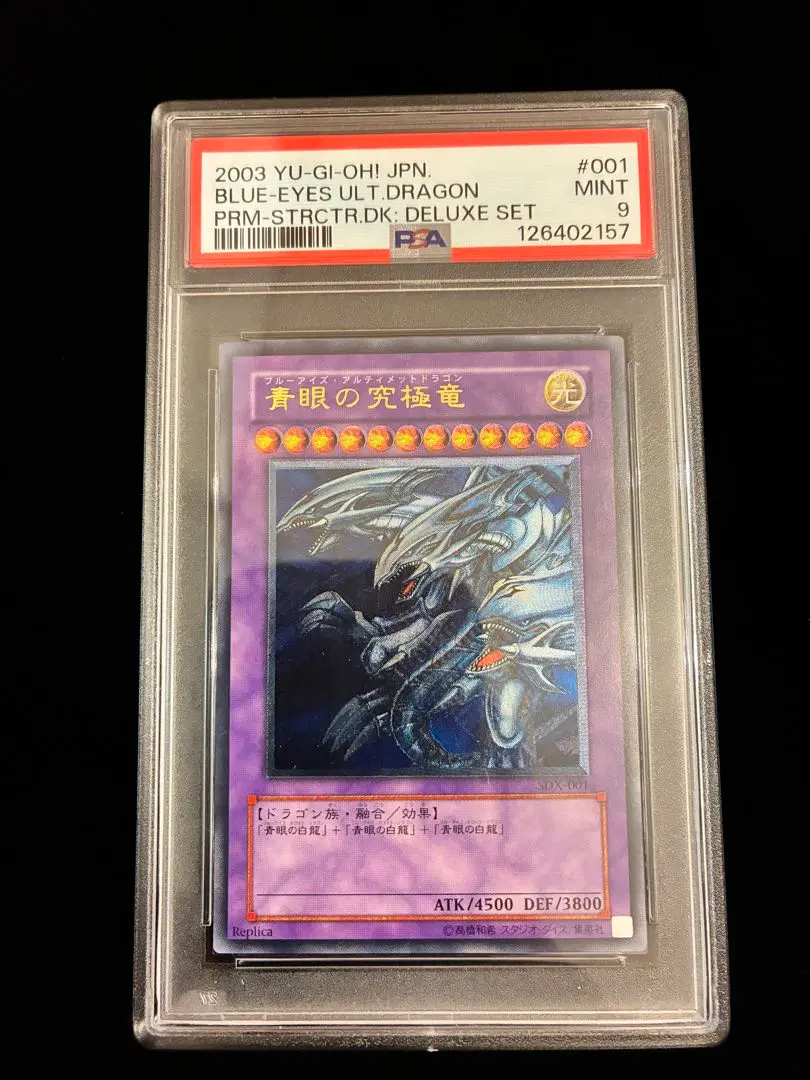 2003 YU-GI-OH! JPN. #001
BLUE-EYES ULT.DRAGON MINT
PRM-STRCTR.DK: DELUXE SET 9
PSA 126402157
ブルーアイズ・アルティメットドラゴン
青眼の究極竜
光
SDX-001
【ドラゴン族・融合／効果】
「青眼の白龍」＋「青眼の白龍」＋「青眼の白龍」
ATK/4500 DEF/3800
Replica ©高橋和希 スタジオ・ダイス/集英社